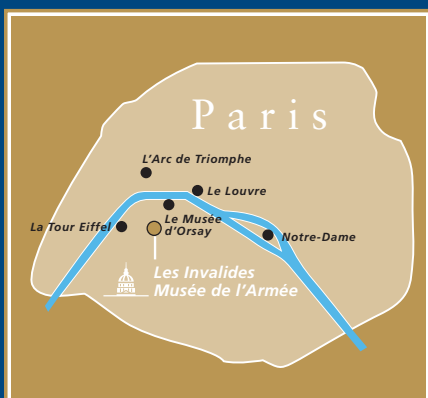 Paris
L'Arc de Triomphe
Le Louvre
Le Musée
d'Orsay
La Tour Eiffel
Notre-Dame
Les Invalides
Musée de l'Armée